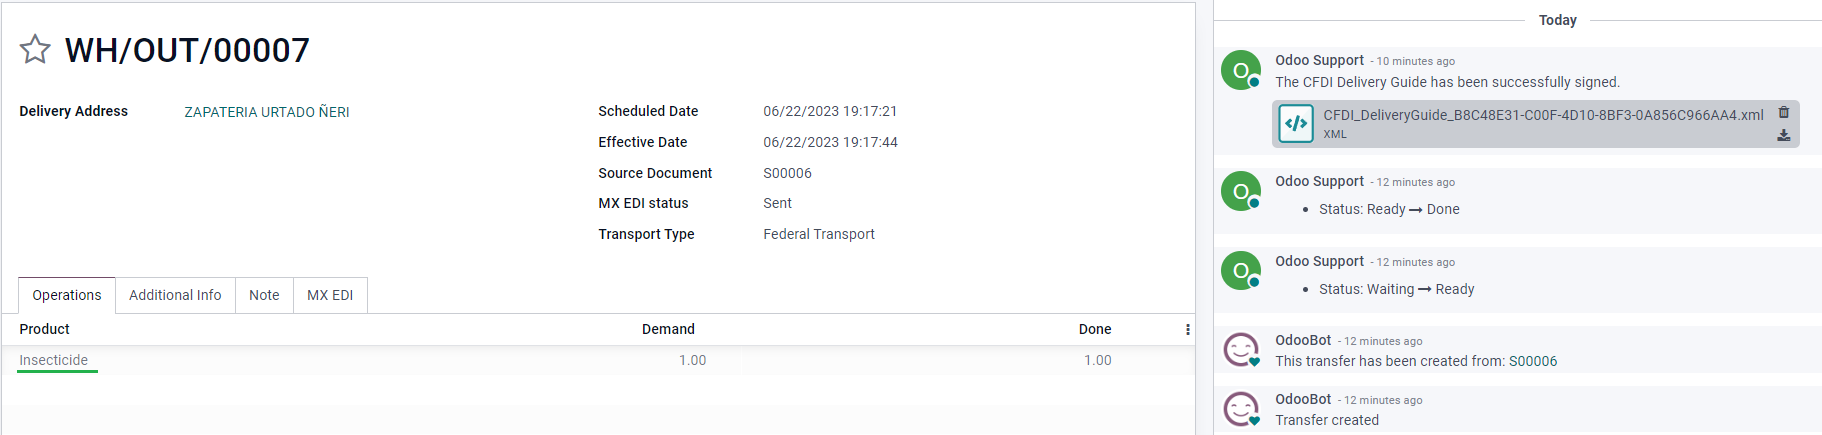 WH/OUT/00007
Delivery Address ZAPATERIA URTADO ÑERI
Scheduled Date 06/22/2023 19:17:21
Effective Date 06/22/2023 19:17:44
Source Document S00006
MX EDI status Sent
Transport Type Federal Transport
Operations Additional Info Note MX EDI
Product Demand Done
Insecticide 1.00 1.00
Today
O
Odoo Support - 10 minutes ago
The CFDI Delivery Guide has been successfully signed.
CFDI_DeliveryGuide_B8C48E31-C00F-4D10-8BF3-0A856C966AA4.xml
XML
O
Odoo Support - 12 minutes ago
• Status: Ready → Done
O
Odoo Support - 12 minutes ago
• Status: Waiting → Ready
OdooBot - 12 minutes ago
This transfer has been created from: S00006
OdooBot - 12 minutes ago
Transfer created